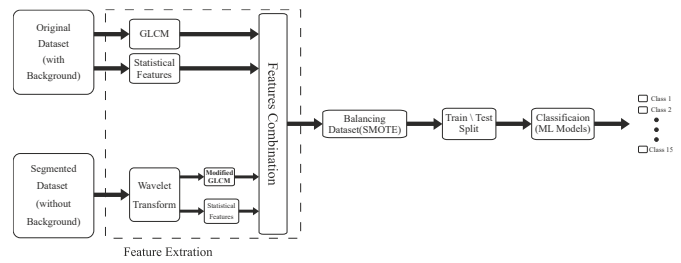 Original
Dataset
(with
Background)
GLCM
Statistical
Features
Segmented
Dataset
(without
Background)
Wavelet
Transform
Modified
GLCM
Statistical
Features
Features Combination
Feature Extration
Balancing
Dataset(SMOTE)
Train \ Test
Split
Classificaion
(ML Models)
Class 1
Class 2
Class 15